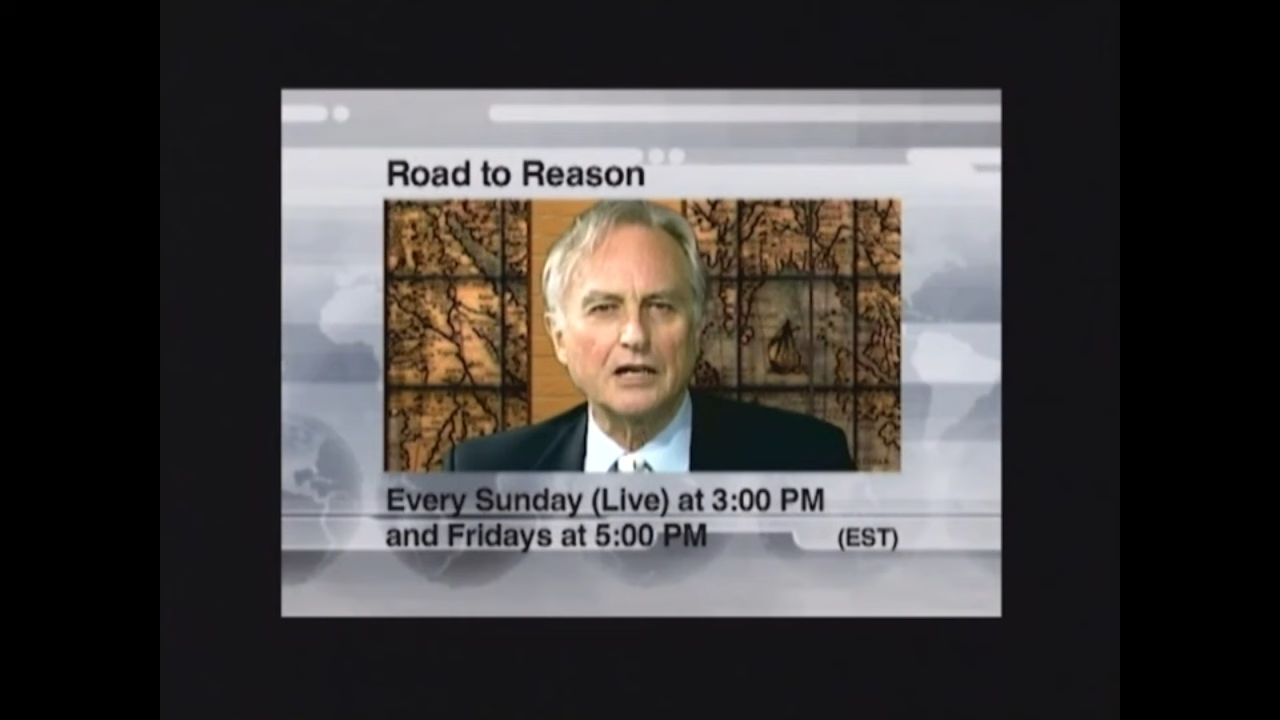 Road to Reason
Every Sunday (Live) at 3:00 PM
and Fridays at 5:00 PM
(EST)